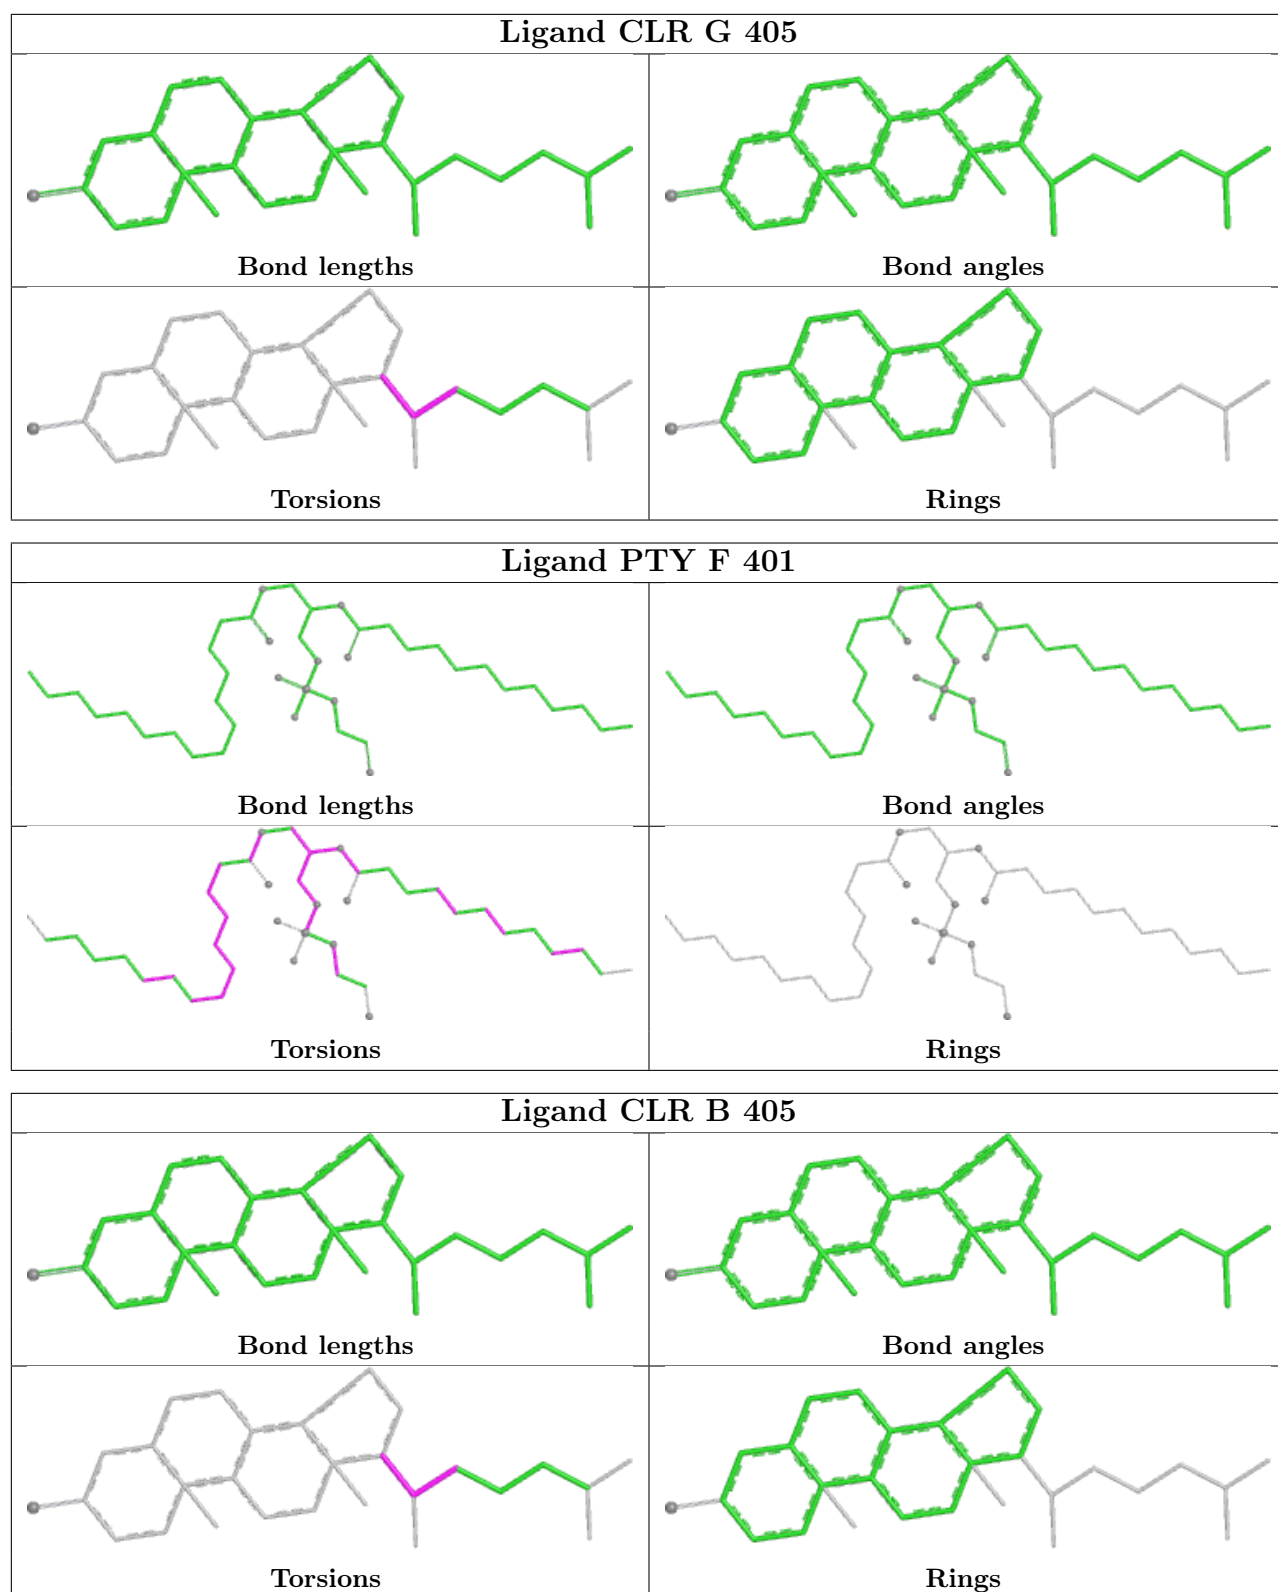 Ligand CLR G 405
Bond lengths
Bond angles
Torsions
Rings
Ligand PTY F 401
Bond lengths
Bond angles
Torsions
Rings
Ligand CLR B 405
Bond lengths
Bond angles
Torsions
Rings